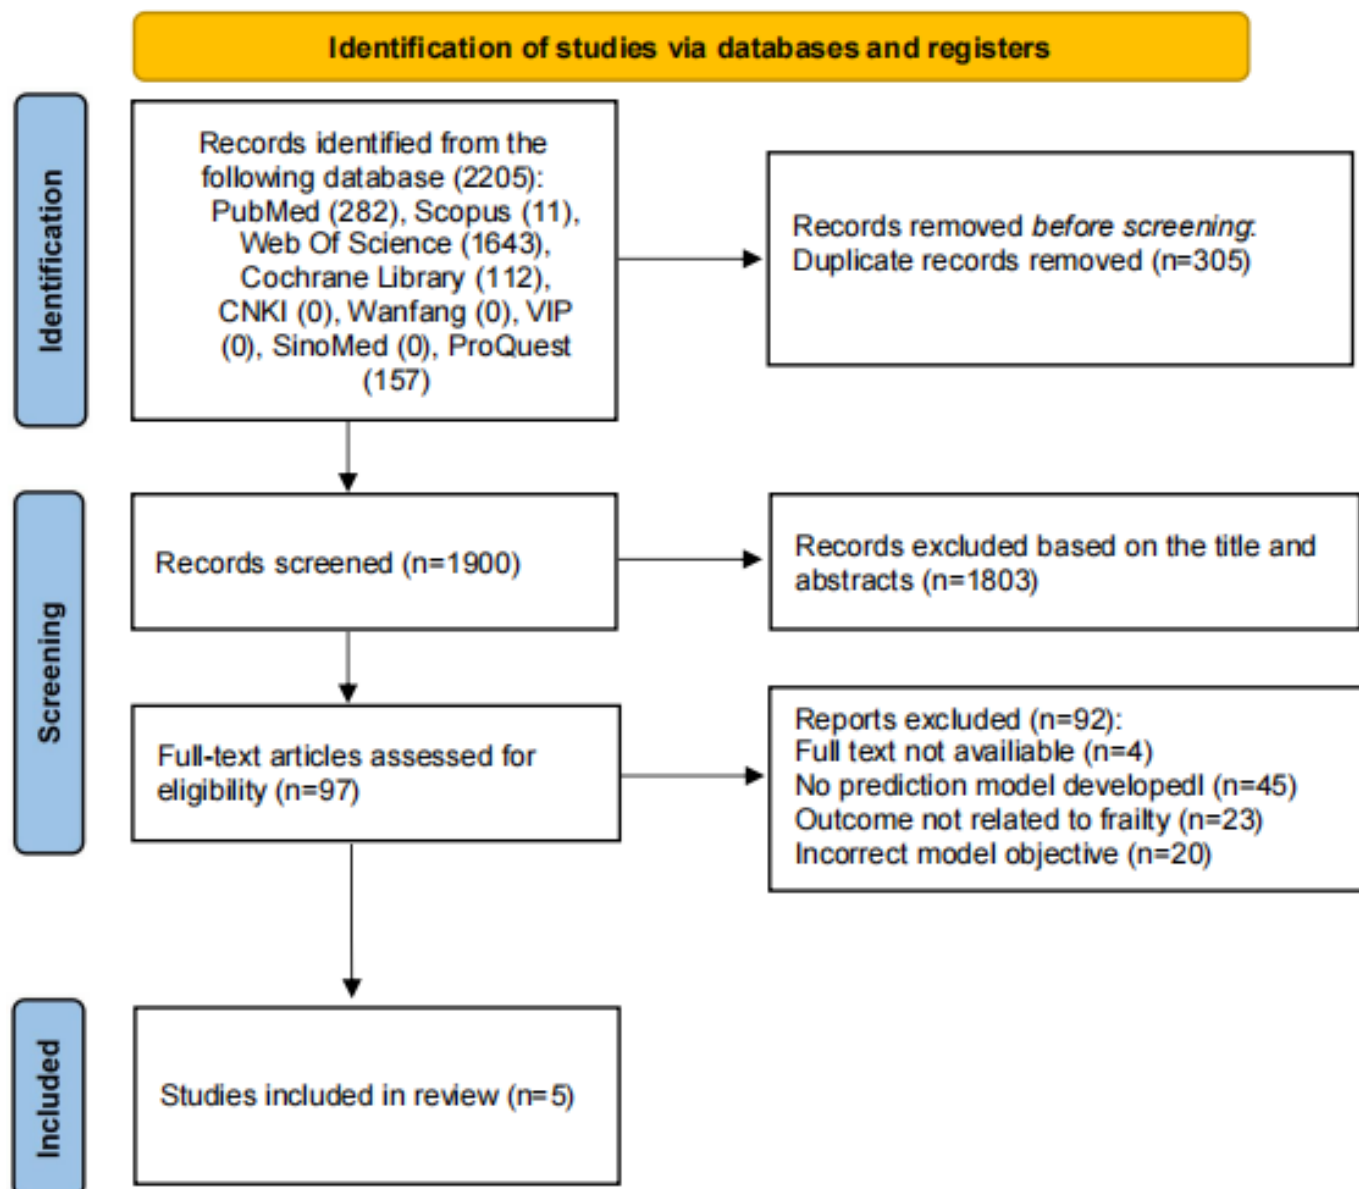 Identification of studies via databases and registers
Identification
Records identified from the
following database (2205):
PubMed (282), Scopus (11),
Web Of Science (1643),
Cochrane Library (112),
CNKI (0), Wanfang (0), VIP
(0), SinoMed (0), ProQuest
(157)
Records removed before screening:
Duplicate records removed (n=305)
Screening
Records screened (n=1900)
Records excluded based on the title and
abstracts (n=1803)
Full-text articles assessed for
eligibility (n=97)
Reports excluded (n=92):
Full text not availiable (n=4)
No prediction model developedl (n=45)
Outcome not related to frailty (n=23)
Incorrect model objective (n=20)
Included
Studies included in review (n=5)